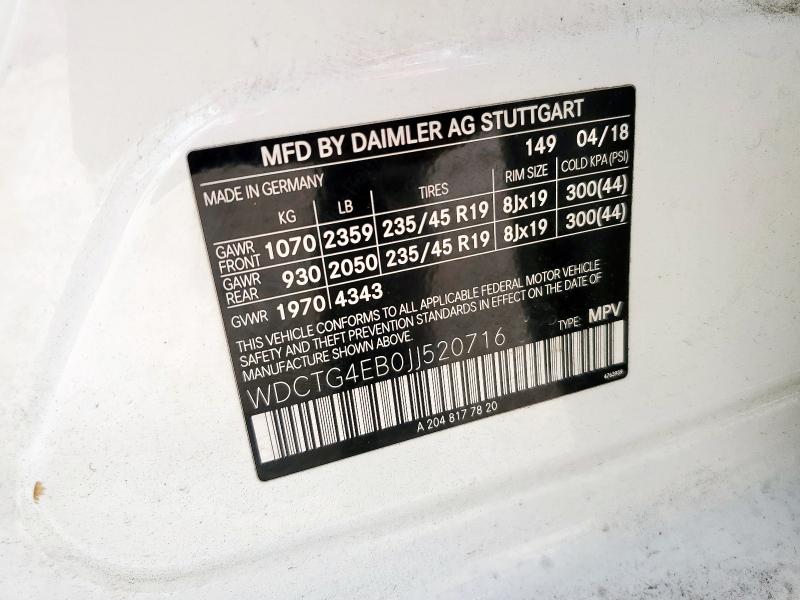 MFD BY DAIMLER AG STUTTGART
149 04/18
MADE IN GERMANY
KG LB TIRES RIM SIZE COLD KPA (PSI)
GAWR FRONT 1070 2359 235/45 R19 8Jx19 300(44)
GAWR REAR 930 2050 235/45 R19 8Jx19 300(44)
GVWR 1970 4343
THIS VEHICLE CONFORMS TO ALL APPLICABLE FEDERAL MOTOR VEHICLE
SAFETY AND THEFT PREVENTION STANDARDS IN EFFECT ON THE DATE OF
MANUFACTURE SHOWN ABOVE.
TYPE: MPV
WDCTG4EB0JJ520716
A 204 817 78 20